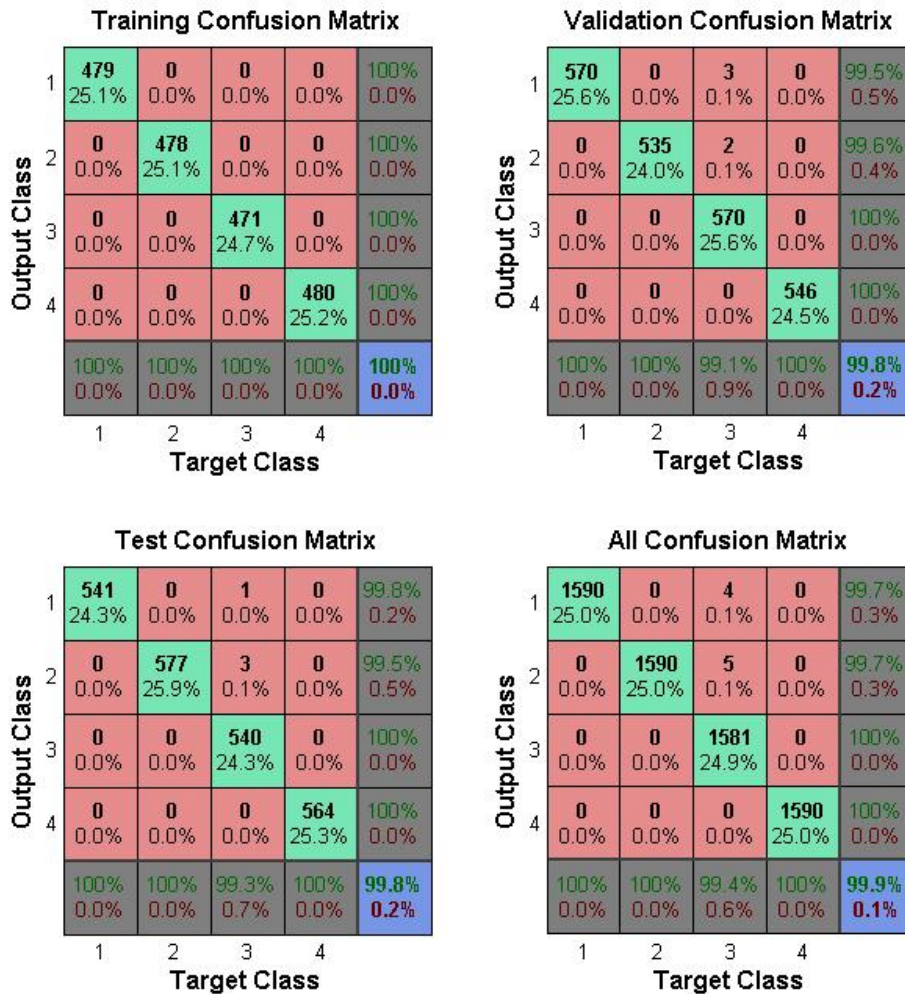 Training Confusion Matrix
Output Class
1 479 0 0 0 100%
25.1% 0.0% 0.0% 0.0% 0.0%
2 0 478 0 0 100%
0.0% 25.1% 0.0% 0.0% 0.0%
3 0 0 471 0 100%
0.0% 0.0% 24.7% 0.0% 0.0%
4 0 0 0 480 100%
0.0% 0.0% 0.0% 25.2% 0.0%
100% 100% 100% 100% 100%
0.0% 0.0% 0.0% 0.0% 0.0%
1 2 3 4
Target Class
Validation Confusion Matrix
Output Class
1 570 0 3 0 99.5%
25.6% 0.0% 0.1% 0.0% 0.5%
2 0 535 2 0 99.6%
0.0% 24.0% 0.1% 0.0% 0.4%
3 0 0 570 0 100%
0.0% 0.0% 25.6% 0.0% 0.0%
4 0 0 0 546 100%
0.0% 0.0% 0.0% 24.5% 0.0%
100% 100% 99.1% 100% 99.8%
0.0% 0.0% 0.9% 0.0% 0.2%
1 2 3 4
Target Class
Test Confusion Matrix
Output Class
1 541 0 1 0 99.8%
24.3% 0.0% 0.0% 0.0% 0.2%
2 0 577 3 0 99.5%
0.0% 25.9% 0.1% 0.0% 0.5%
3 0 0 540 0 100%
0.0% 0.0% 24.3% 0.0% 0.0%
4 0 0 0 564 100%
0.0% 0.0% 0.0% 25.3% 0.0%
100% 100% 99.3% 100% 99.8%
0.0% 0.0% 0.7% 0.0% 0.2%
1 2 3 4
Target Class
All Confusion Matrix
Output Class
1 1590 0 4 0 99.7%
25.0% 0.0% 0.1% 0.0% 0.3%
2 0 1590 5 0 99.7%
0.0% 25.0% 0.1% 0.0% 0.3%
3 0 0 1581 0 100%
0.0% 0.0% 24.9% 0.0% 0.0%
4 0 0 0 1590 100%
0.0% 0.0% 0.0% 25.0% 0.0%
100% 100% 99.4% 100% 99.9%
0.0% 0.0% 0.6% 0.0% 0.1%
1 2 3 4
Target Class